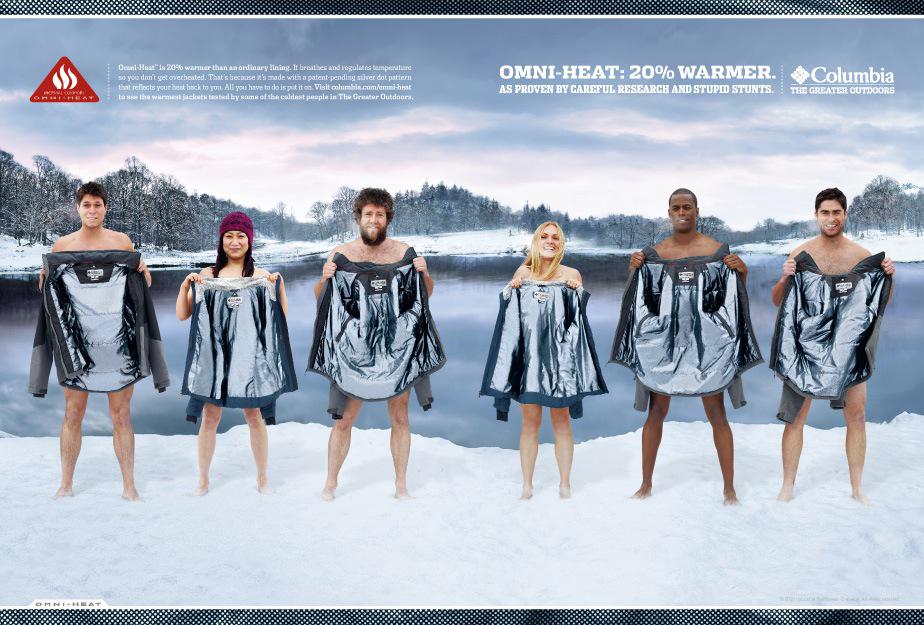 Omni-Heat™ is 20% warmer than an ordinary lining. It breathes and regulates temperature
so you don't get overheated. That's because it's made with a patent-pending silver dot pattern
that reflects your heat back to you. All you have to do is put it on. Visit columbia.com/omni-heat
to see the warmest jackets tested by some of the coldest people in The Greater Outdoors.
OMNI-HEAT
OMNI-HEAT: 20% WARMER.
AS PROVEN BY CAREFUL RESEARCH AND STUPID STUNTS.
Columbia
THE GREATER OUTDOORS
OMNI-HEAT